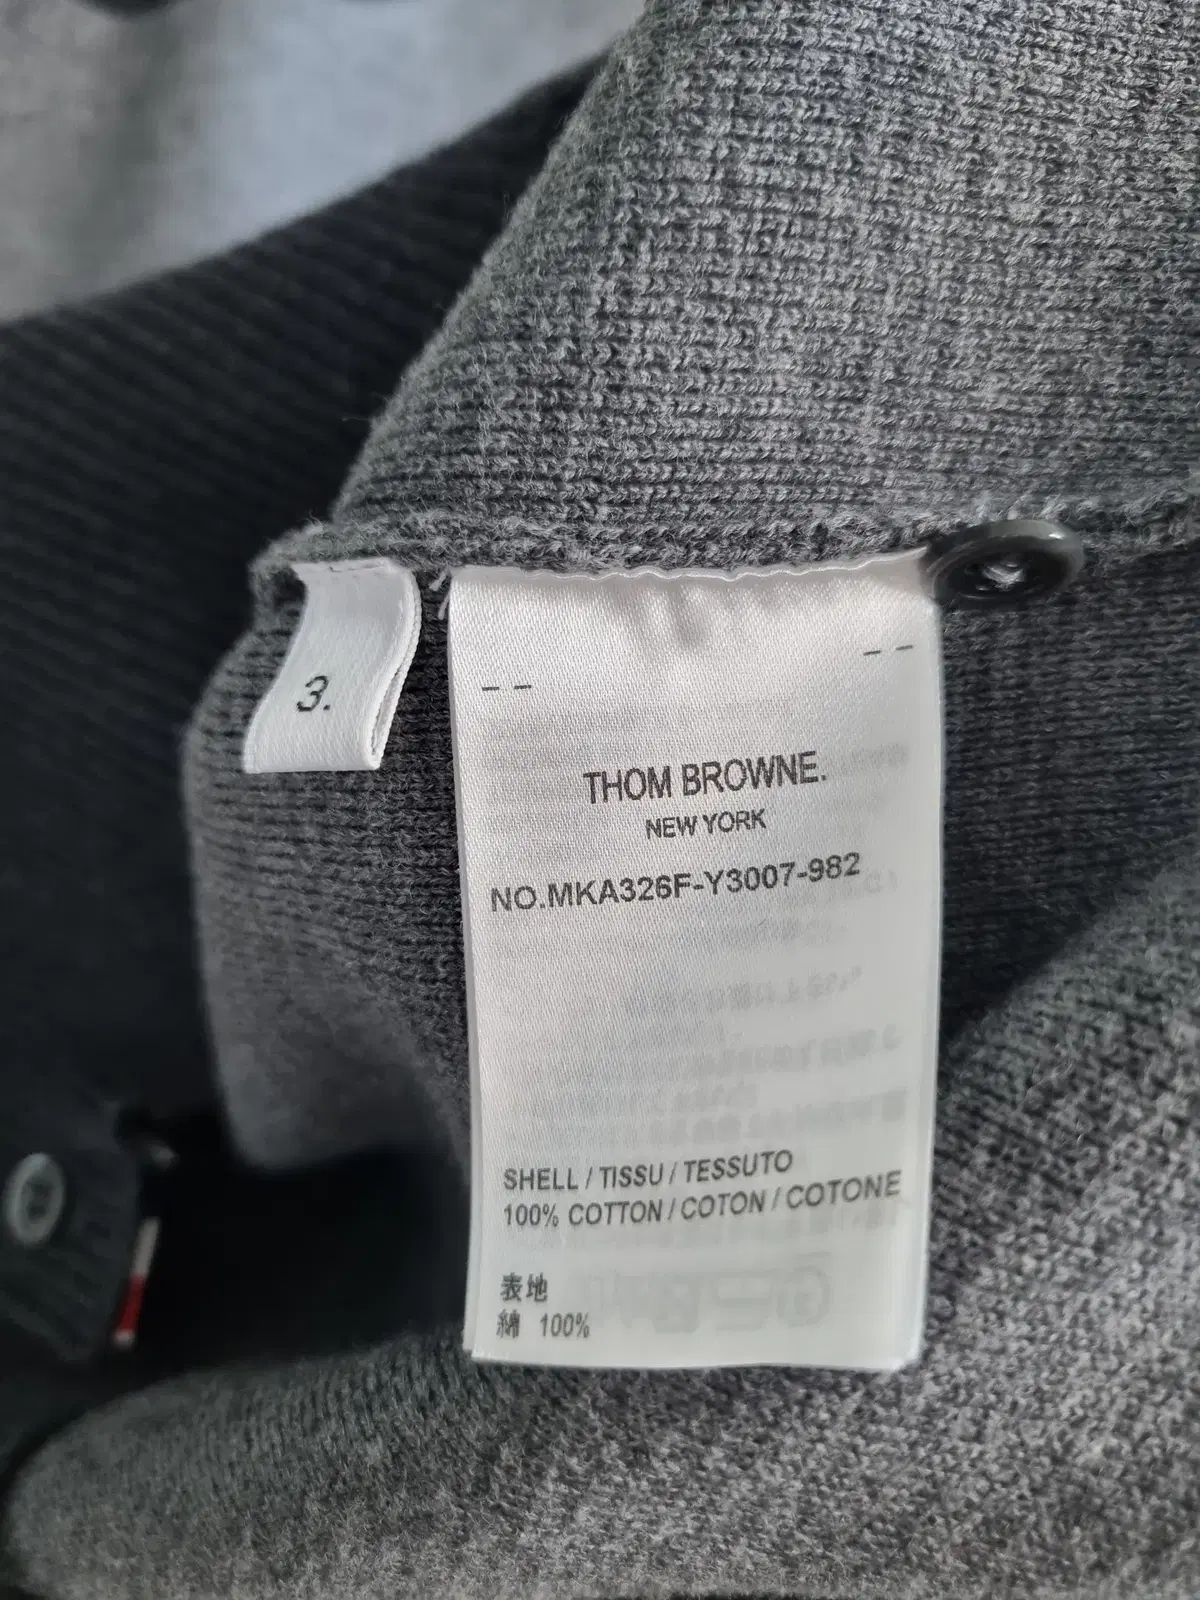 3.
- -
- -
THOM BROWNE.
NEW YORK
NO.MKA326F-Y3007-982
SHELL / TISSU / TESSUTO
100% COTTON / COTON / COTONE
表地
綿 100%